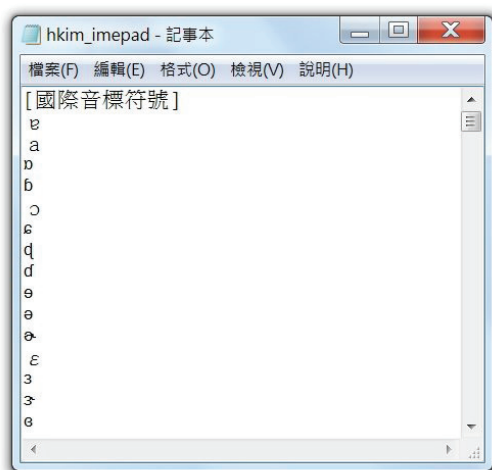 hkim_imepad - 記事本
檔案(F) 編輯(E) 格式(O) 檢視(V) 說明(H)
[國際音標符號]
ɐ
ɑ
ɒ
ɓ
ɔ
ɕ
ɖ
ɗ
ɘ
ə
ɚ
ɛ
ɜ
ɝ
ɞ